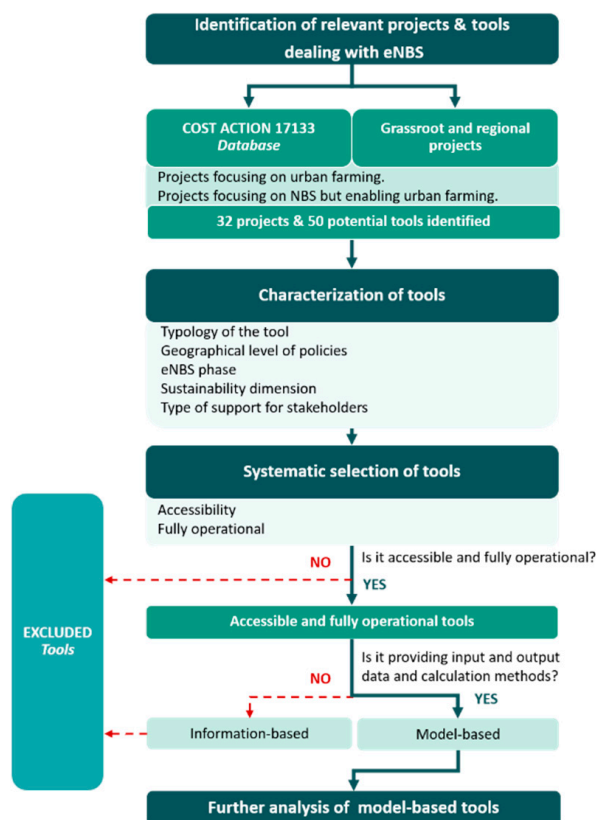 Identification of relevant projects & tools
dealing with eNBS
COST ACTION 17133
Database
Grassroot and regional
projects
Projects focusing on urban farming.
Projects focusing on NBS but enabling urban farming.
32 projects & 50 potential tools identified
Characterization of tools
Typology of the tool
Geographical level of policies
eNBS phase
Sustainability dimension
Type of support for stakeholders
Systematic selection of tools
Accessibility
Fully operational
NO
Is it accessible and fully operational?
YES
EXCLUDED
Tools
Accessible and fully operational tools
Is it providing input and output
data and calculation methods?
NO
YES
Information-based
Model-based
Further analysis of model-based tools